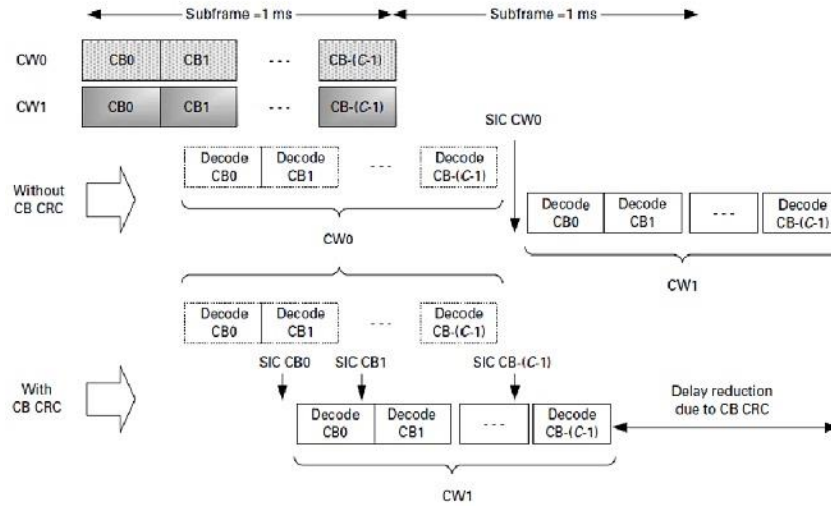 Subframe =1 ms Subframe =1 ms
CW0 CB0 CB1 --- CB-(C-1)
CW1 CB0 CB1 --- CB-(C-1)
SIC CW0
Without
CB CRC
Decode
CB0
Decode
CB1
---
Decode
CB-(C-1)
CW0
Decode
CB0
Decode
CB1
---
Decode
CB-(C-1)
CW1
Decode
CB0
Decode
CB1
---
Decode
CB-(C-1)
SIC CB0 SIC CB1 SIC CB-(C-1)
With
CB CRC
Decode
CB0
Decode
CB1
---
Decode
CB-(C-1)
Delay reduction
due to CB CRC
CW1